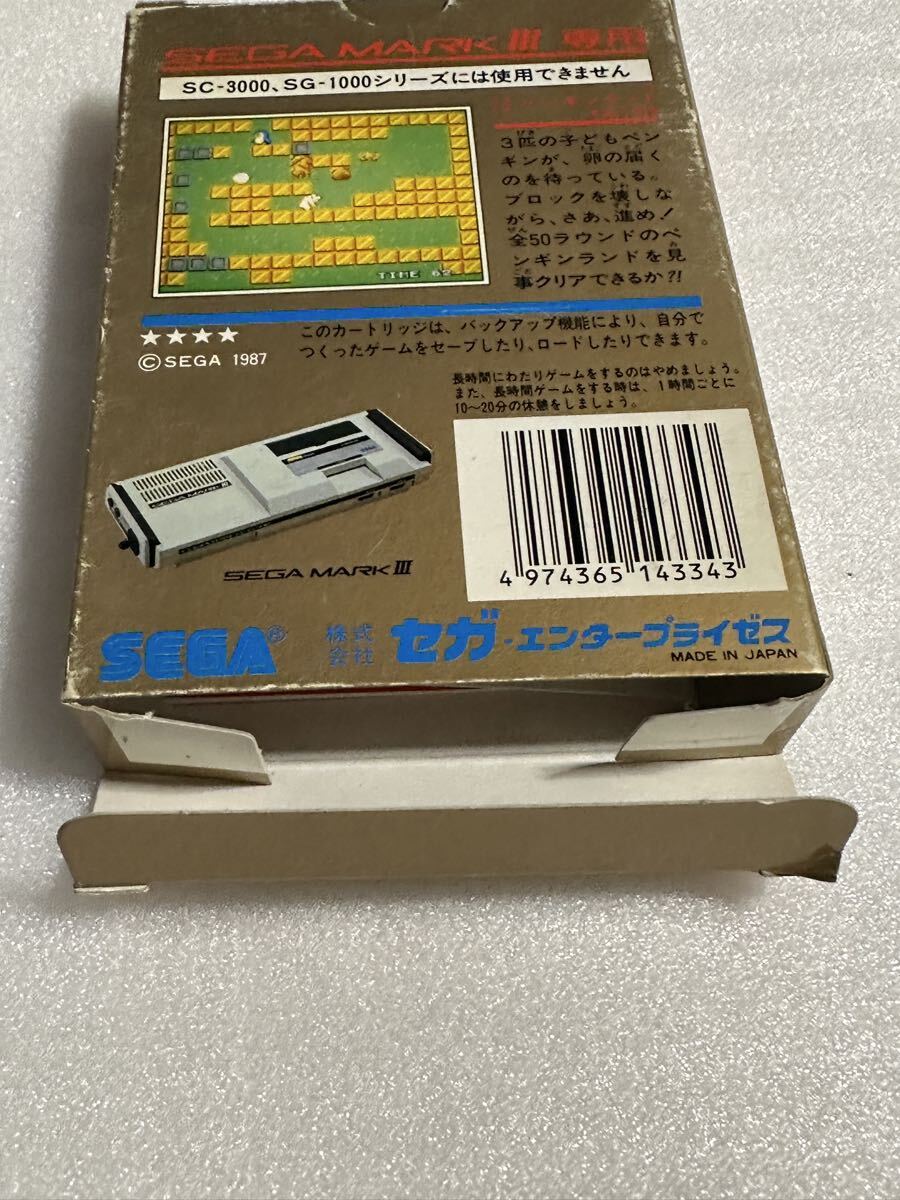 SEGA MARK III 専用
SC-3000、SG-1000シリーズには使用できません
3匹の子どもペン
ギンが、卵の届く
のを待っている。
ブロックを壊しな
がら、さあ、進め!
全50ラウンドのペ
ンギンランドを見
事クリアできるか?!
TIME 62
★★★★
©SEGA 1987
このカートリッジは、バックアップ機能により、自分で
つくったゲームをセーブしたり、ロードしたりできます。
長時間にわたりゲームをするのはやめましょう。
また、長時間ゲームをする時は、1時間ごとに
10〜20分の休憩をしましょう。
SEGA MARK III
SEGA MARK III
4 974365 143343
SEGA® 株式会社 セガ・エンタープライゼス
MADE IN JAPAN